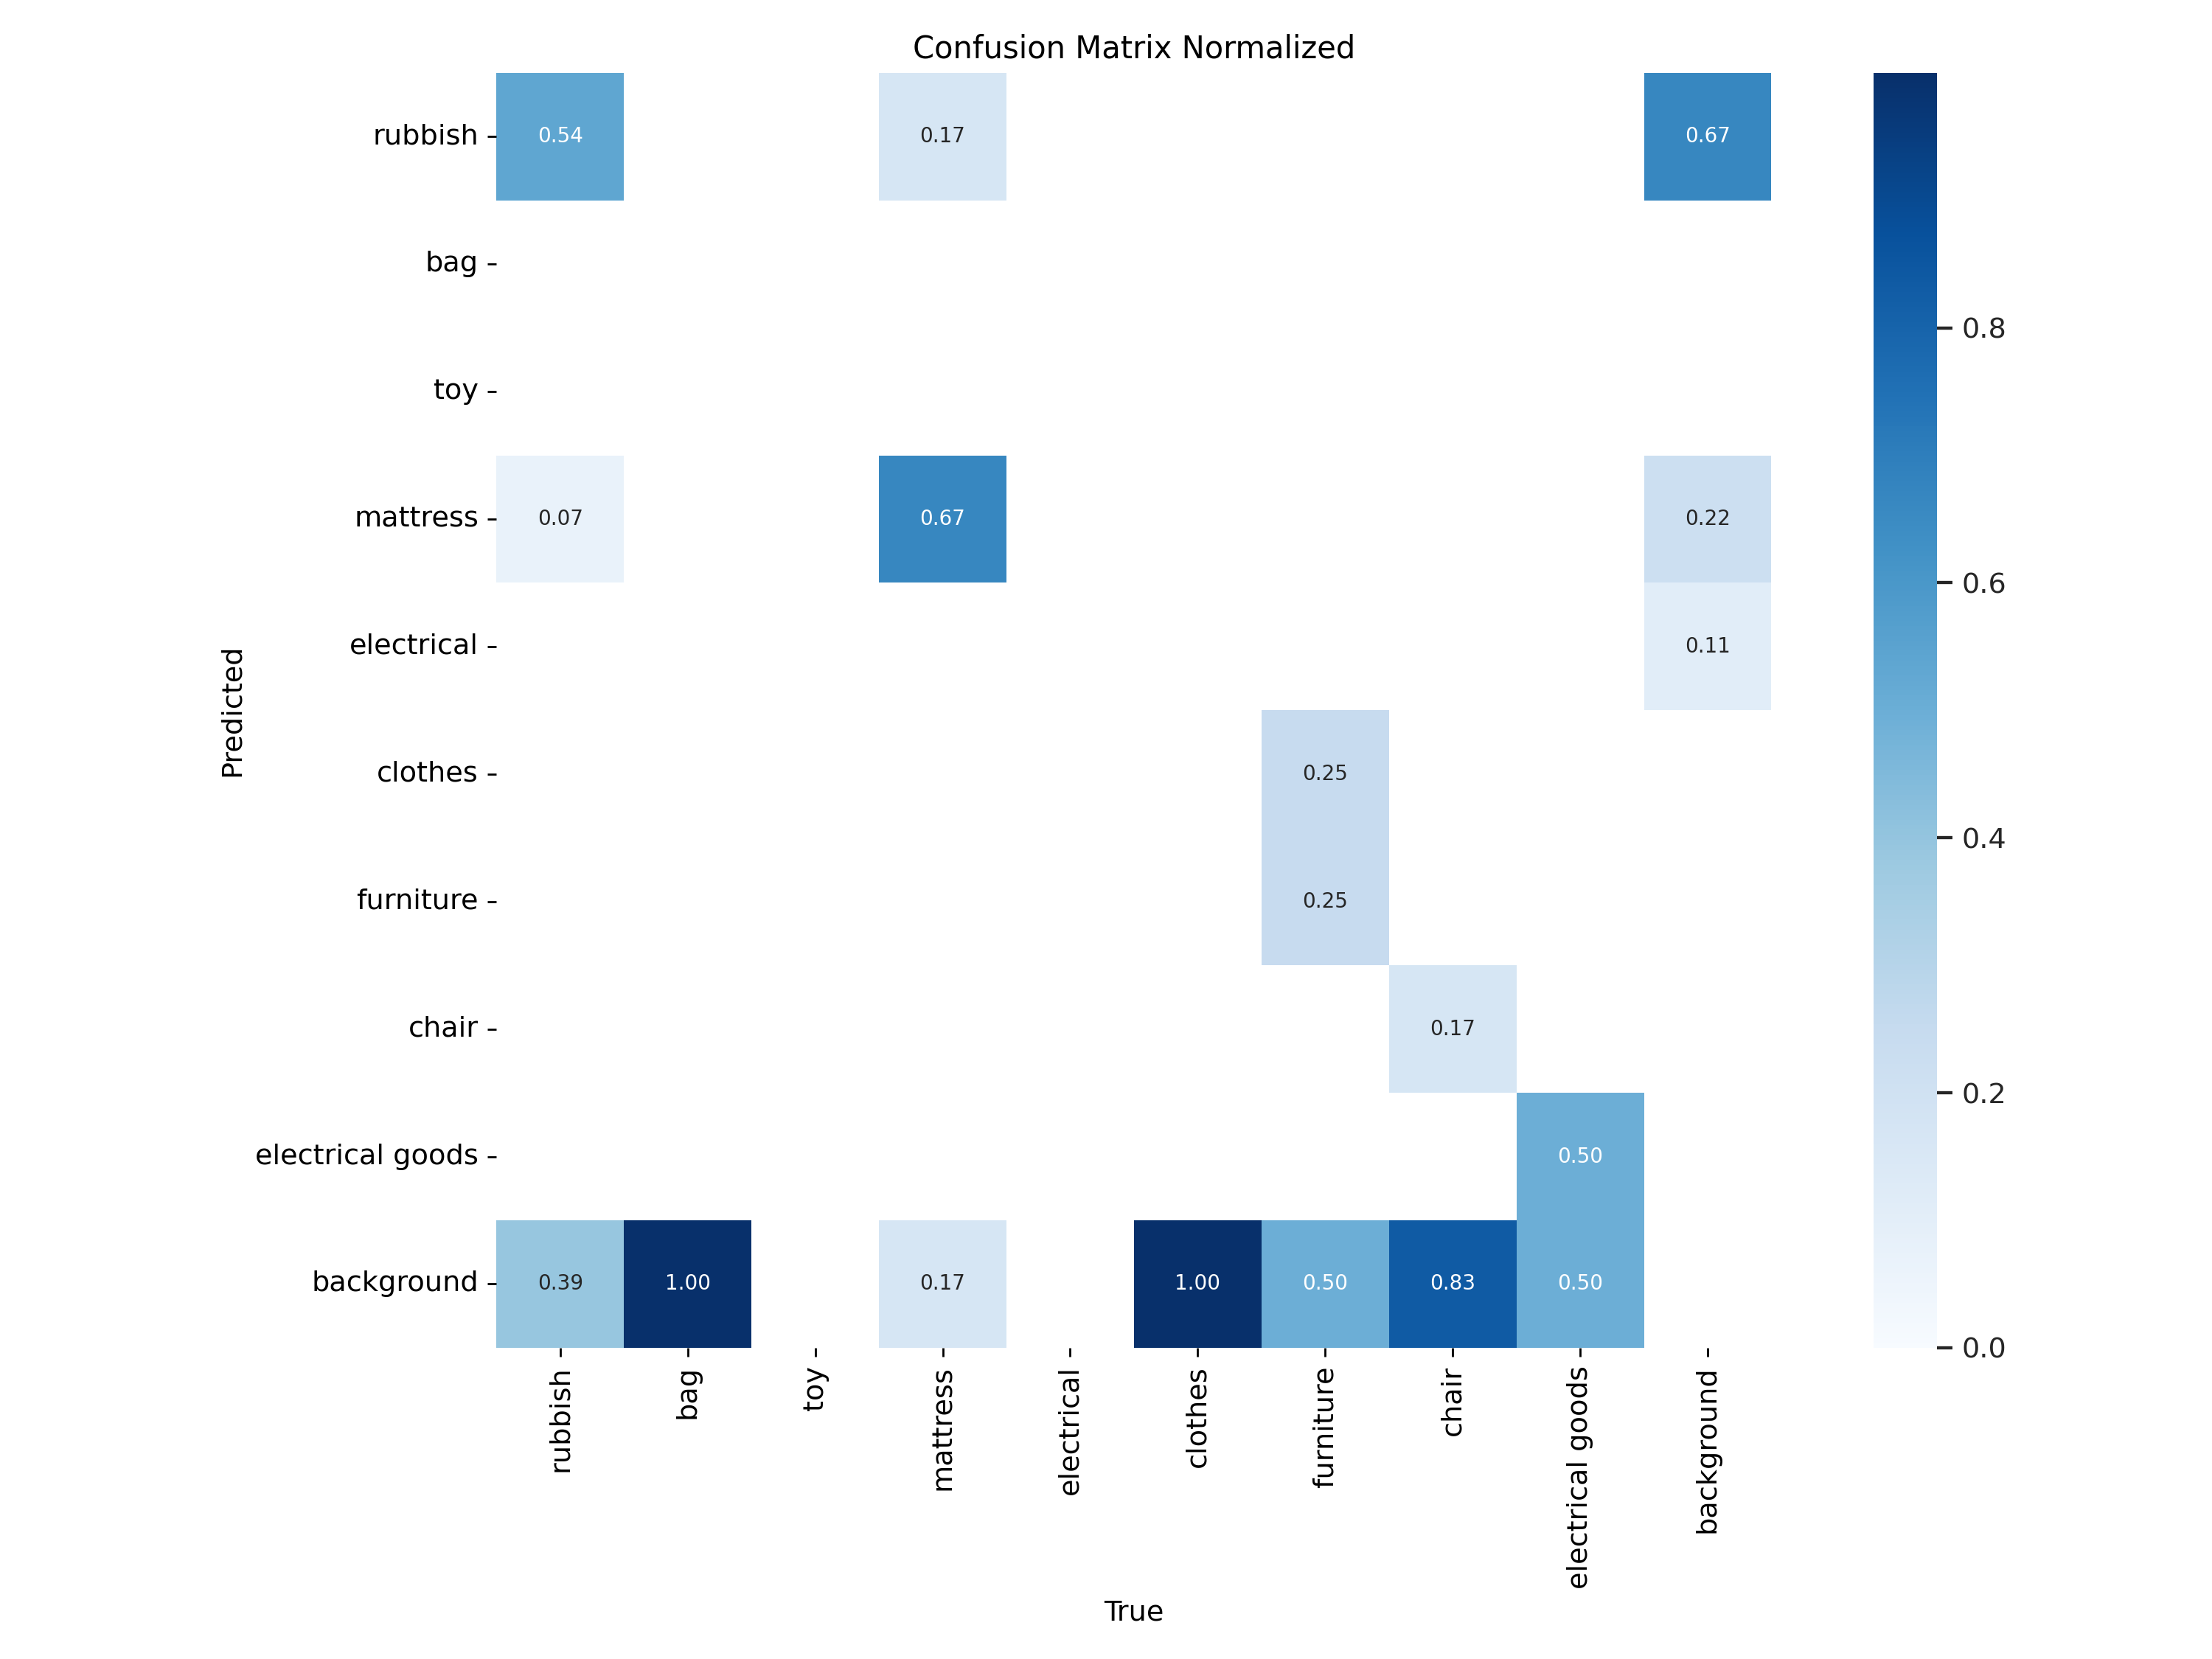 Confusion Matrix Normalized
rubbish 0.54 0.17 0.67
bag
toy
mattress 0.07 0.67 0.22
electrical 0.11
clothes 0.25
furniture 0.25
chair 0.17
electrical goods 0.50
background 0.39 1.00 0.17 1.00 0.50 0.83 0.50
Predicted
rubbish
bag
toy
mattress
electrical
clothes
furniture
chair
electrical goods
background
True
0.8
0.6
0.4
0.2
0.0